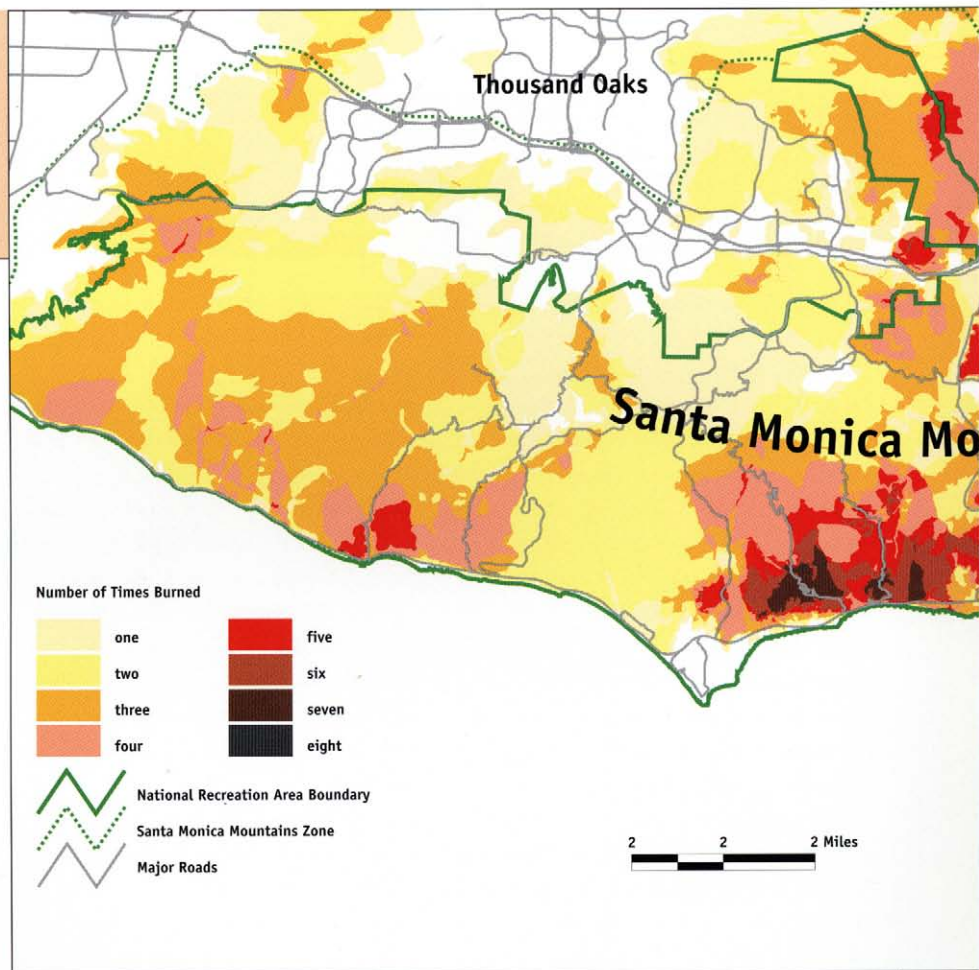 Thousand Oaks
Santa Monica Mo
Number of Times Burned
one
two
three
four
five
six
seven
eight
National Recreation Area Boundary
Santa Monica Mountains Zone
Major Roads
2 2 2 Miles